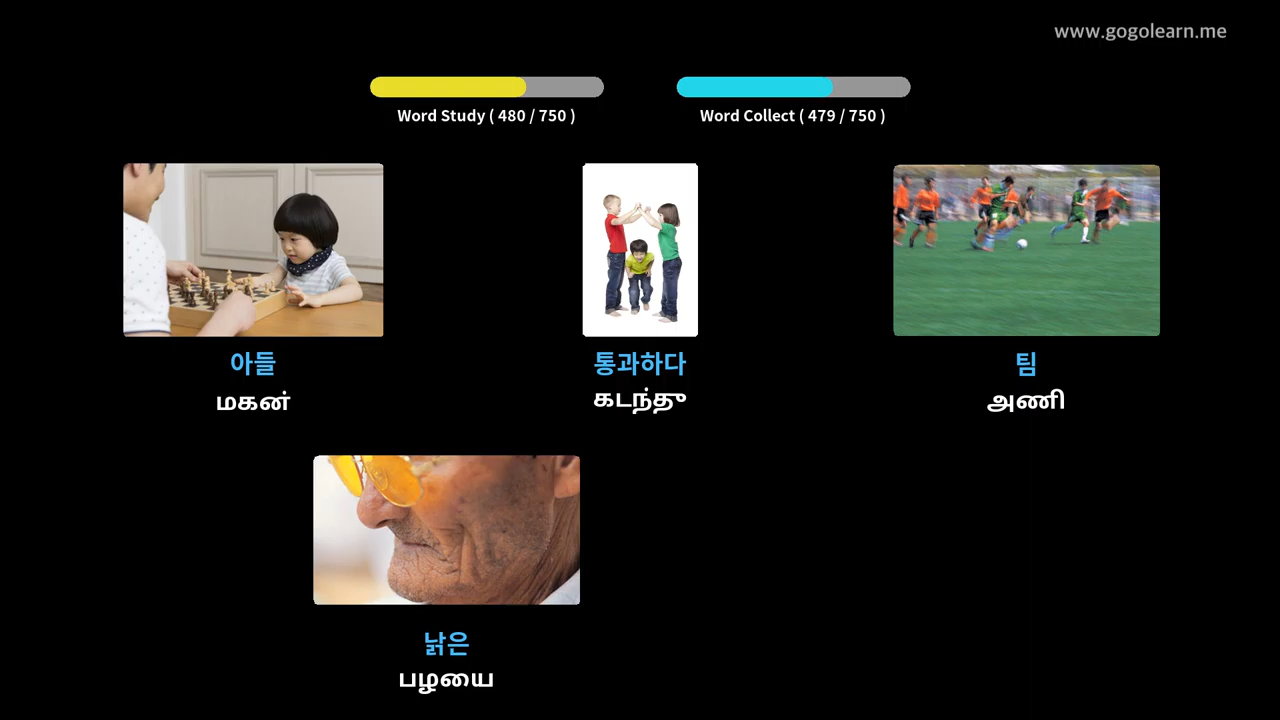 www.gogolearn.me
Word Study ( 480 / 750 )
Word Collect ( 479 / 750 )
아들
மகன்
통과하다
கடந்து
팀
அணி
낡은
பழயை